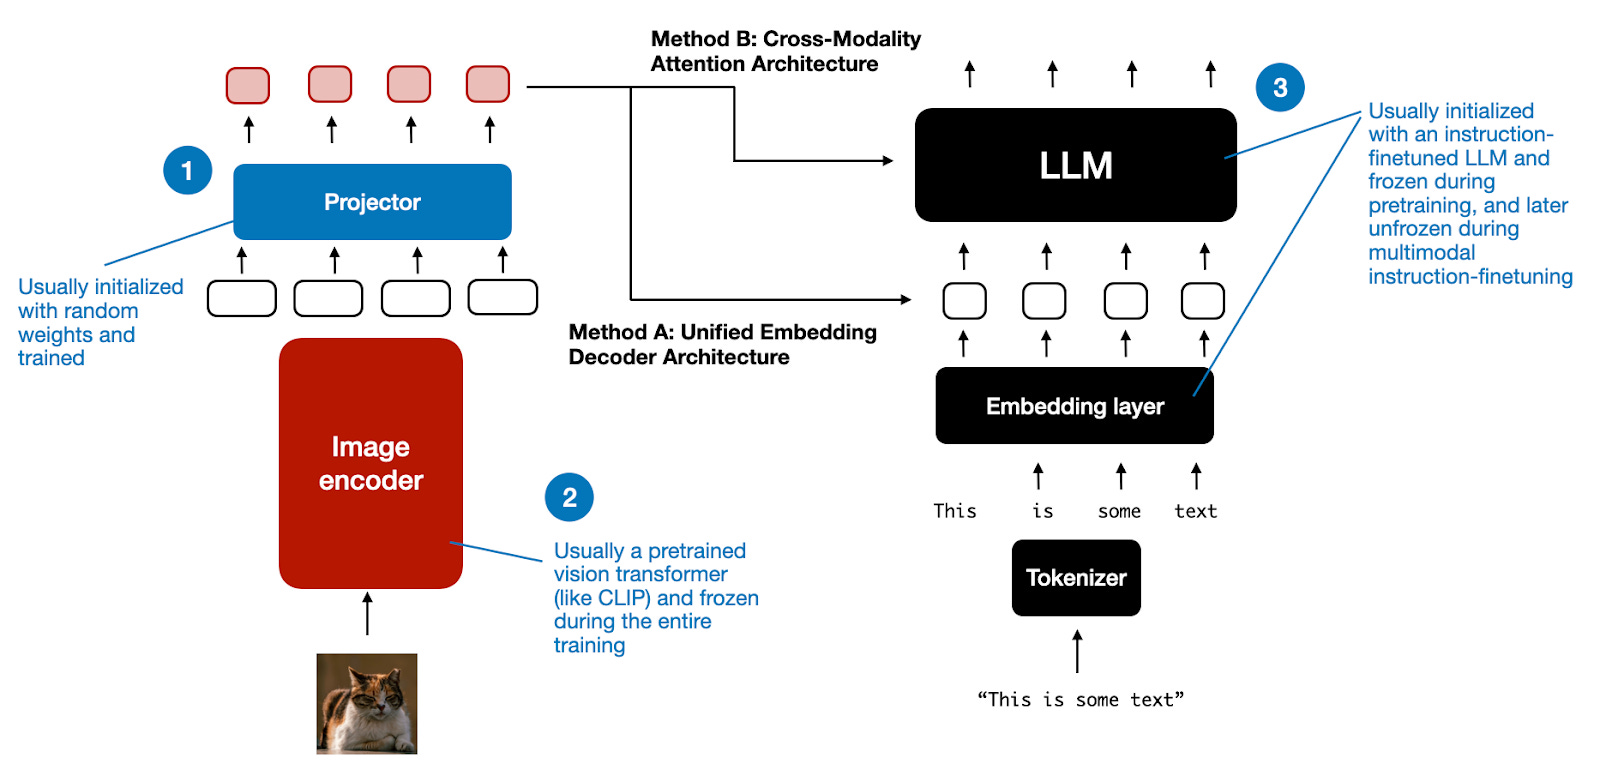 Method B: Cross-Modality
Attention Architecture
1
Projector
Usually initialized
with random
weights and
trained
Image
encoder
2
Usually a pretrained
vision transformer
(like CLIP) and frozen
during the entire
training
Method A: Unified Embedding
Decoder Architecture
LLM
3
Usually initialized
with an instruction-
finetuned LLM and
frozen during
pretraining, and later
unfrozen during
multimodal
instruction-finetuning
Embedding layer
This is some text
Tokenizer
“This is some text”